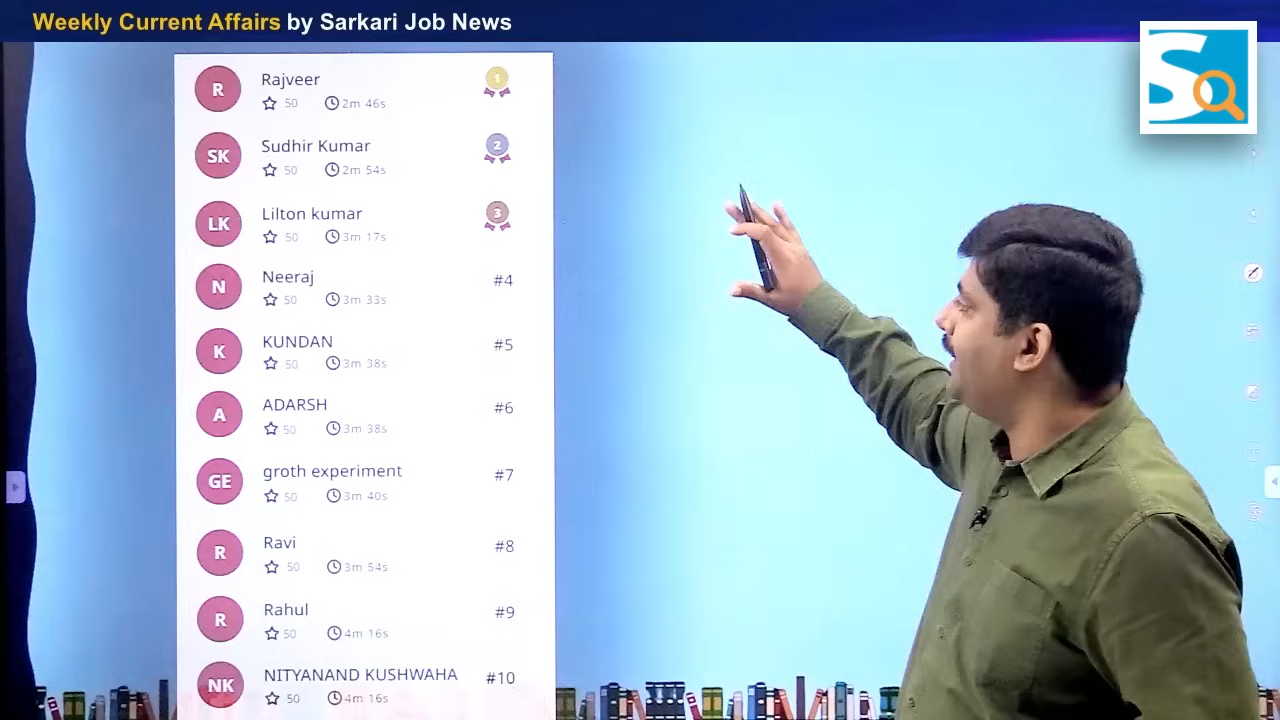 Weekly Current Affairs by Sarkari Job News
R Rajveer 1
50 2m 46s
SK Sudhir Kumar 2
50 2m 54s
LK Lilton kumar 3
50 3m 17s
N Neeraj #4
50 3m 33s
K KUNDAN #5
50 3m 38s
A ADARSH #6
50 3m 38s
GE groth experiment #7
50 3m 40s
R Ravi #8
50 3m 54s
R Rahul #9
50 4m 16s
NK NITYANAND KUSHWAHA #10
50 4m 16s